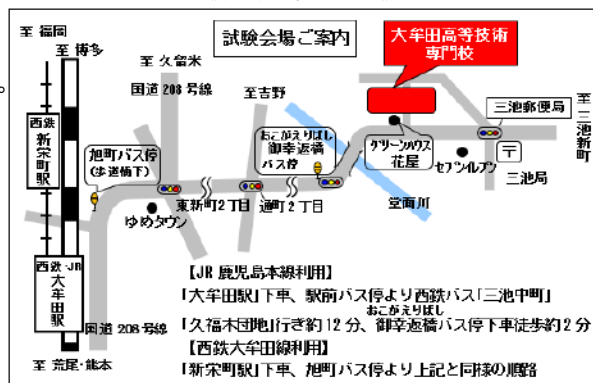 至 福岡
至 博多
試験会場ご案内
大牟田高等技術
専門校
至 久留米
国道 208 号線
至吉野
至 三池新町
三池郵便局
西鉄
新栄町駅
旭町バス停
(歩道橋下)
おこがえりばし
御幸返橋
バス停
グリーンハウス
花屋
セブンイレブン
〒
三池局
東新町2丁目
通町2丁目
ゆめタウン
堂面川
西鉄・JR
大牟田駅
【JR 鹿児島本線利用】
「大牟田駅」下車、駅前バス停より西鉄バス「三池中町」
おこがえりばし
「久福木団地」行き約12分、御幸返橋バス停下車徒歩約2分
国道 208号線
【西鉄大牟田線利用】
至 荒尾・熊本
「新栄町駅」下車、旭町バス停より上記と同様の順路